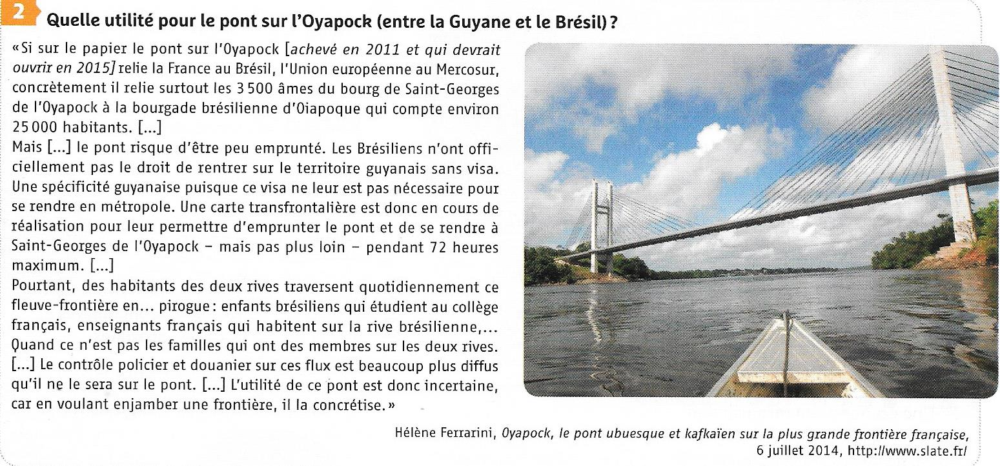 2
Quelle utilité pour le pont sur l'Oyapock (entre la Guyane et le Brésil) ?
«Si sur le papier le pont sur l'Oyapock [achevé en 2011 et qui devrait
ouvrir en 2015] relie la France au Brésil, l'Union européenne au Mercosur,
concrètement il relie surtout les 3 500 âmes du bourg de Saint-Georges
de l'Oyapock à la bourgade brésilienne d'Oiapoque qui compte environ
25 000 habitants. [...]
Mais [...] le pont risque d'être peu emprunté. Les Brésiliens n'ont offi-
ciellement pas le droit de rentrer sur le territoire guyanais sans visa.
Une spécificité guyanaise puisque ce visa ne leur est pas nécessaire pour
se rendre en métropole. Une carte transfrontalière est donc en cours de
réalisation pour leur permettre d'emprunter le pont et de se rendre à
Saint-Georges de l'Oyapock – mais pas plus loin – pendant 72 heures
maximum. [...]
Pourtant, des habitants des deux rives traversent quotidiennement ce
fleuve-frontière en... pirogue : enfants brésiliens qui étudient au collège
français, enseignants français qui habitent sur la rive brésilienne,...
Quand ce n'est pas les familles qui ont des membres sur les deux rives.
[...] Le contrôle policier et douanier sur ces flux est beaucoup plus diffus
qu'il ne le sera sur le pont. [...] L'utilité de ce pont est donc incertaine,
car en voulant enjamber une frontière, il la concrétise.»
Hélène Ferrarini, Oyapock, le pont ubuesque et kafkaïen sur la plus grande frontière française,
6 juillet 2014, http://www.slate.fr/